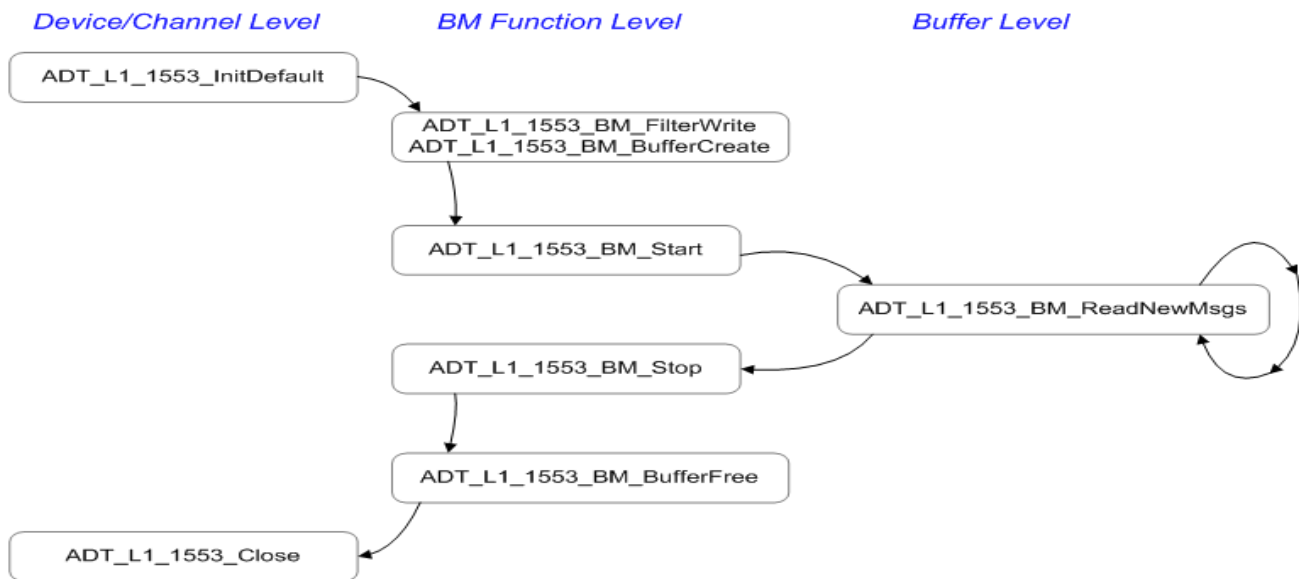 Device/Channel Level
BM Function Level
Buffer Level
ADT_L1_1553_InitDefault
ADT_L1_1553_BM_FilterWrite
ADT_L1_1553_BM_BufferCreate
ADT_L1_1553_BM_Start
ADT_L1_1553_BM_ReadNewMsgs
ADT_L1_1553_BM_Stop
ADT_L1_1553_BM_BufferFree
ADT_L1_1553_Close